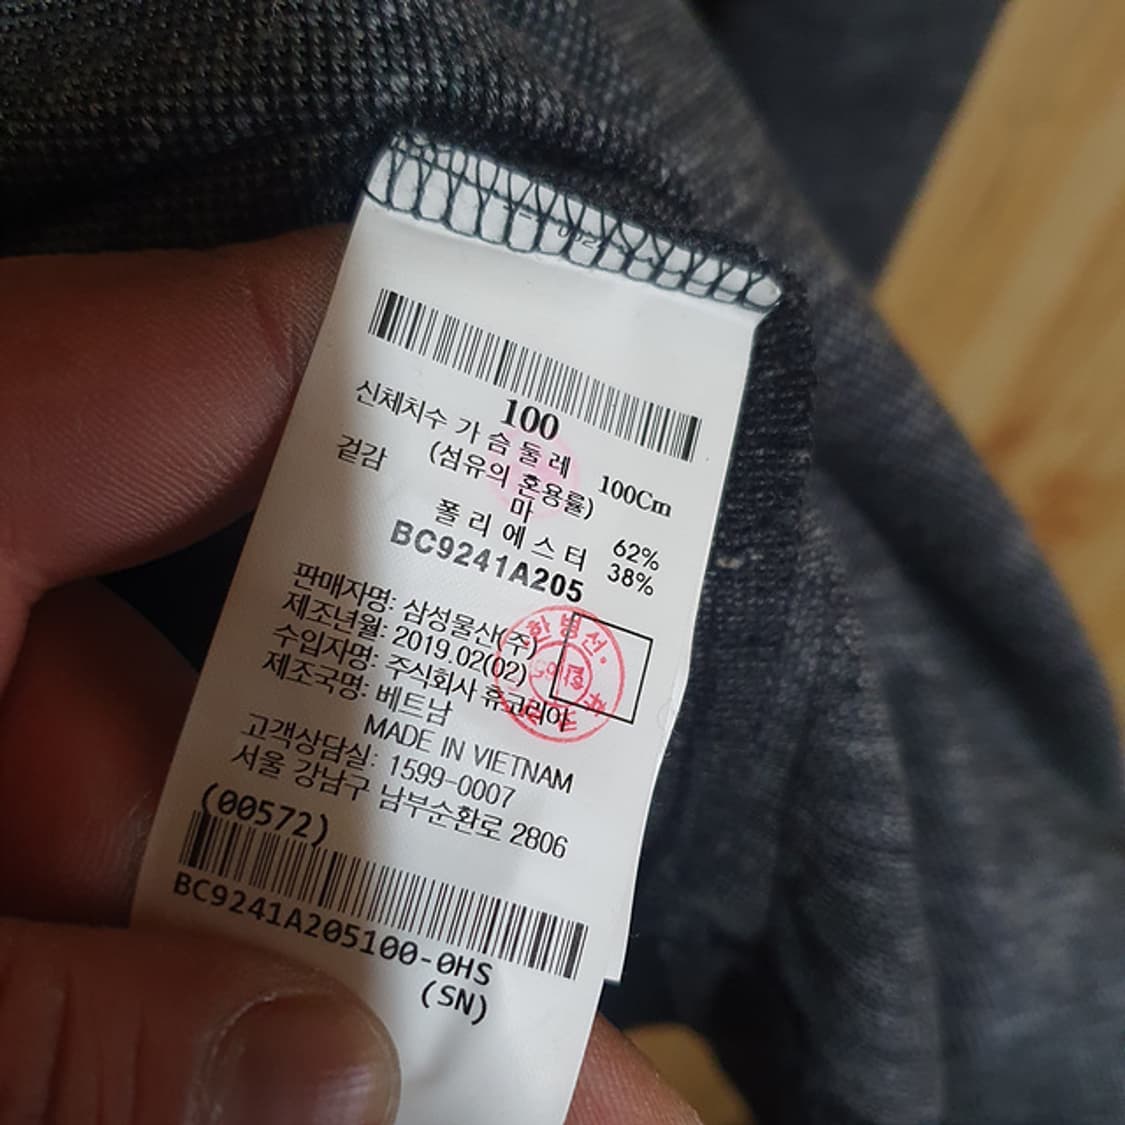 100
신체치수 가슴둘레 100Cm
겉감 (섬유의 혼용률)
마 62%
폴리에스터 38%
BC9241A205
판매자명: 삼성물산(주)
제조년월: 2019.02(02)
수입자명: 주식회사 휴코리아
제조국명: 베트남
MADE IN VIETNAM
고객상담실: 1599-0007
서울 강남구 남부순환로 2806
(00572)
BC9241A205100-0HS
(SN)